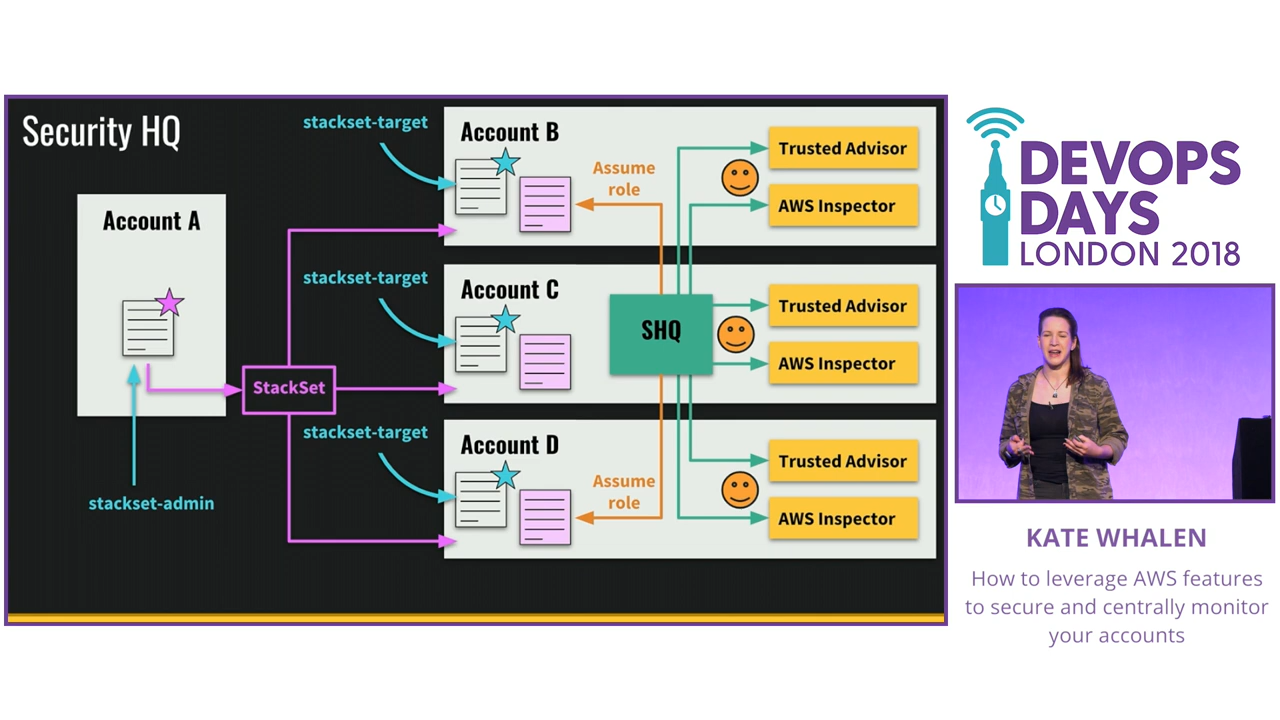 Security HQ
Account A
stackset-admin
StackSet
stackset-target
Account B
Assume
role
Trusted Advisor
AWS Inspector
stackset-target
Account C
SHQ
Trusted Advisor
AWS Inspector
stackset-target
Account D
Assume
role
Trusted Advisor
AWS Inspector
DEVOPS
DAYS
LONDON 2018
KATE WHALEN
How to leverage AWS features
to secure and centrally monitor
your accounts